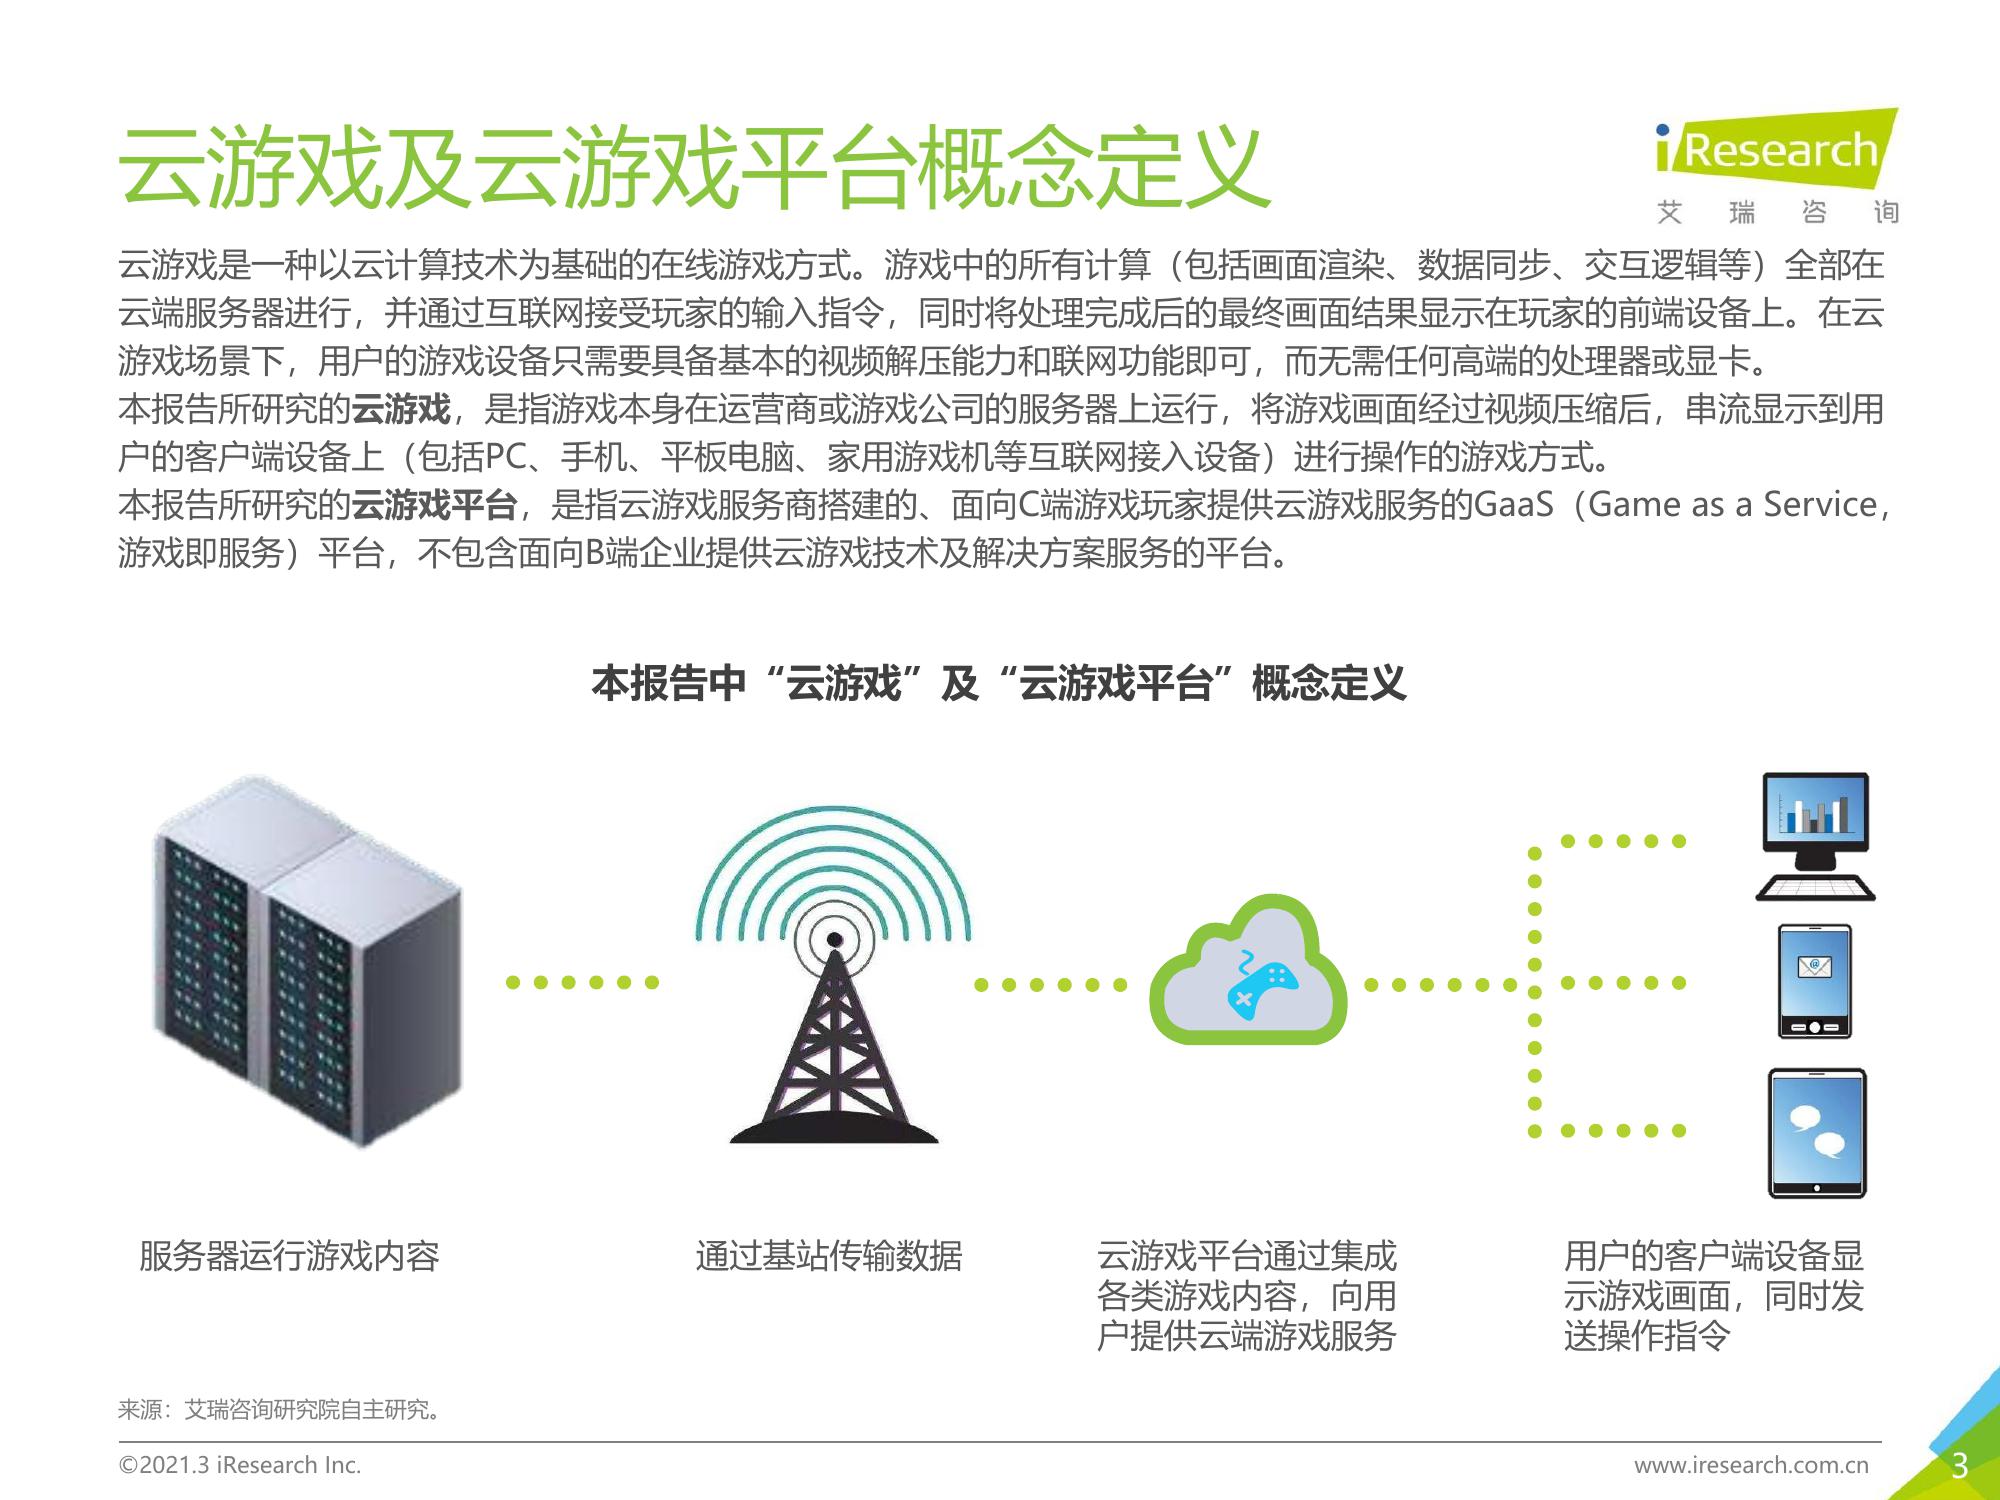 云游戏及云游戏平台概念定义
iResearch
艾瑞咨询
云游戏是一种以云计算技术为基础的在线游戏方式。游戏中的所有计算（包括画面渲染、数据同步、交互逻辑等）全部在
云端服务器进行，并通过互联网接受玩家的输入指令，同时将处理完成后的最终画面结果显示在玩家的前端设备上。在云
游戏场景下，用户的游戏设备只需要具备基本的视频解压能力和联网功能即可，而无需任何高端的处理器或显卡。
本报告所研究的云游戏，是指游戏本身在运营商或游戏公司的服务器上运行，将游戏画面经过视频压缩后，串流显示到用
户的客户端设备上（包括PC、手机、平板电脑、家用游戏机等互联网接入设备）进行操作的游戏方式。
本报告所研究的云游戏平台，是指云游戏服务商搭建的、面向C端游戏玩家提供云游戏服务的GaaS（Game as a Service，
游戏即服务）平台，不包含面向B端企业提供云游戏技术及解决方案服务的平台。
本报告中“云游戏”及“云游戏平台”概念定义
服务器运行游戏内容
通过基站传输数据
云游戏平台通过集成
各类游戏内容，向用
户提供云端游戏服务
用户的客户端设备显
示游戏画面，同时发
送操作指令
来源：艾瑞咨询研究院自主研究。
©2021.3 iResearch Inc.
www.iresearch.com.cn
3